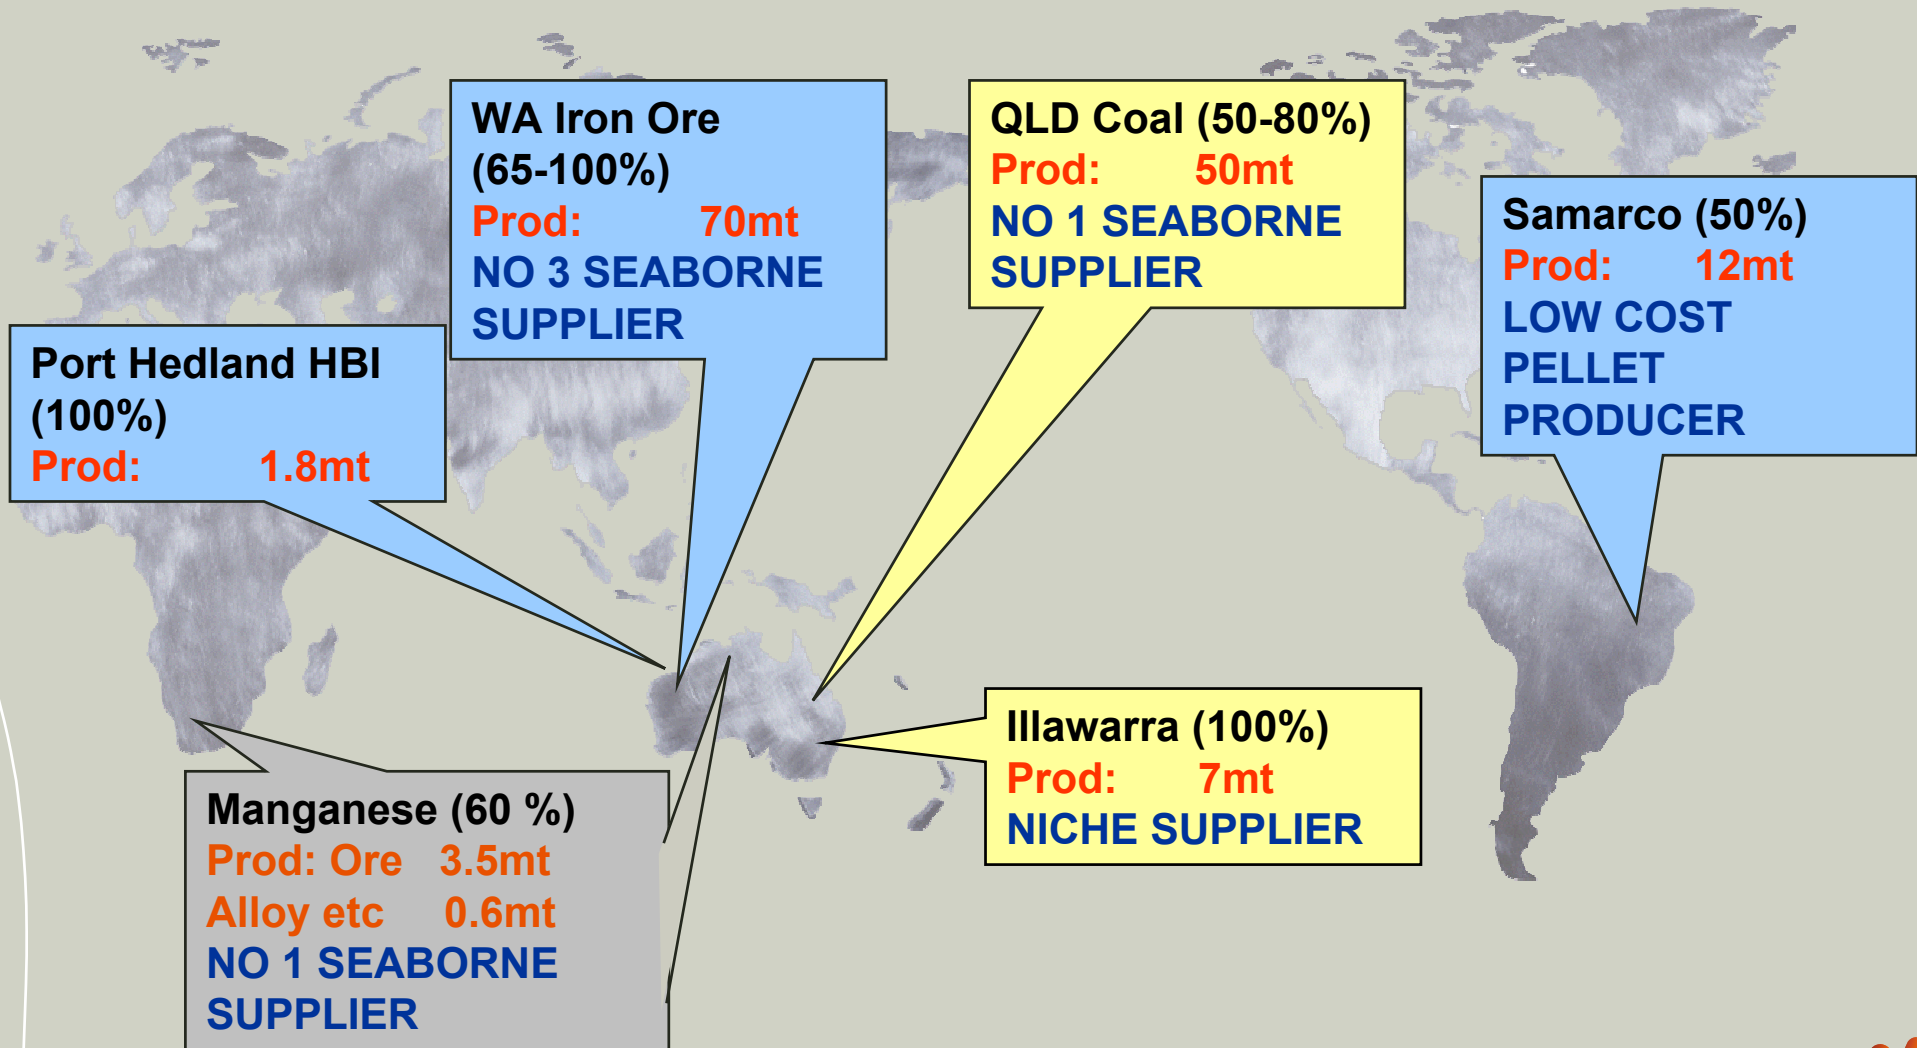 WA Iron Ore
(65-100%)
Prod: 70mt
NO 3 SEABORNE
SUPPLIER
QLD Coal (50-80%)
Prod: 50mt
NO 1 SEABORNE
SUPPLIER
Samarco (50%)
Prod: 12mt
LOW COST
PELLET
PRODUCER
Port Hedland HBI
(100%)
Prod: 1.8mt
Illawarra (100%)
Prod: 7mt
NICHE SUPPLIER
Manganese (60 %)
Prod: Ore 3.5mt
Alloy etc 0.6mt
NO 1 SEABORNE
SUPPLIER